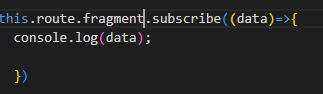 this.route.fragment.subscribe((data)=>{
console.log(data);
})